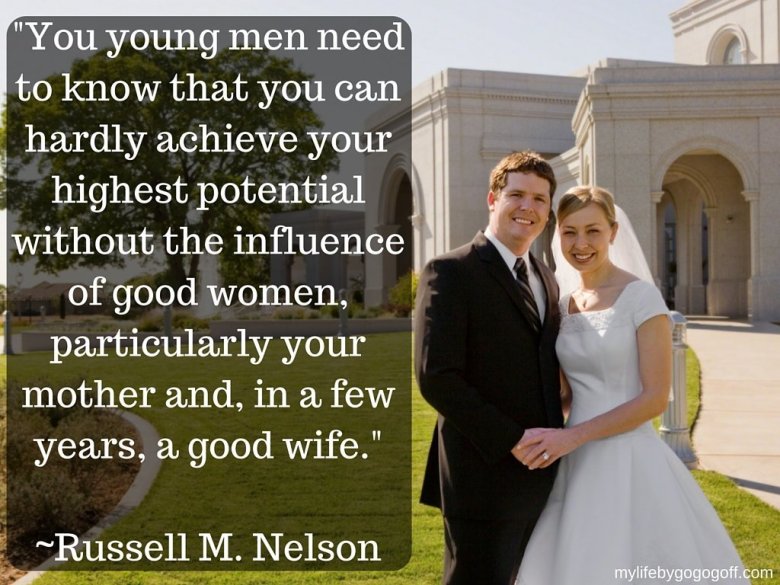 "You young men need
to know that you can
hardly achieve your
highest potential
without the influence
of good women,
particularly your
mother and, in a few
years, a good wife."
~Russell M. Nelson
mylifebygogogoff.com